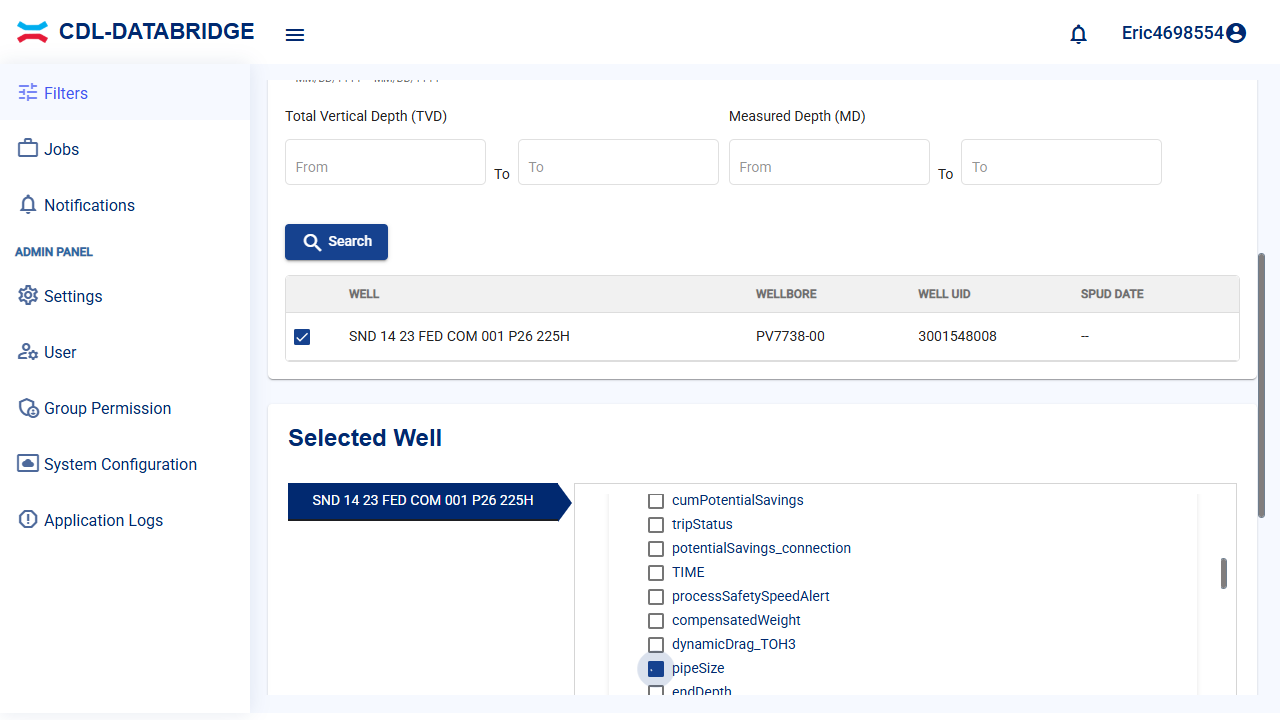 CDL-DATABRIDGE
Eric4698554
Filters
Jobs
Notifications
ADMIN PANEL
Settings
User
Group Permission
System Configuration
Application Logs
Total Vertical Depth (TVD)
Measured Depth (MD)
From
To
To
From
To
To
Search
WELL
WELLBORE
WELL UID
SPUD DATE
SND 14 23 FED COM 001 P26 225H
PV7738-00
3001548008
--
Selected Well
SND 14 23 FED COM 001 P26 225H
cumPotentialSavings
tripStatus
potentialSavings_connection
TIME
processSafetySpeedAlert
compensatedWeight
dynamicDrag_TOH3
pipeSize
endDepth